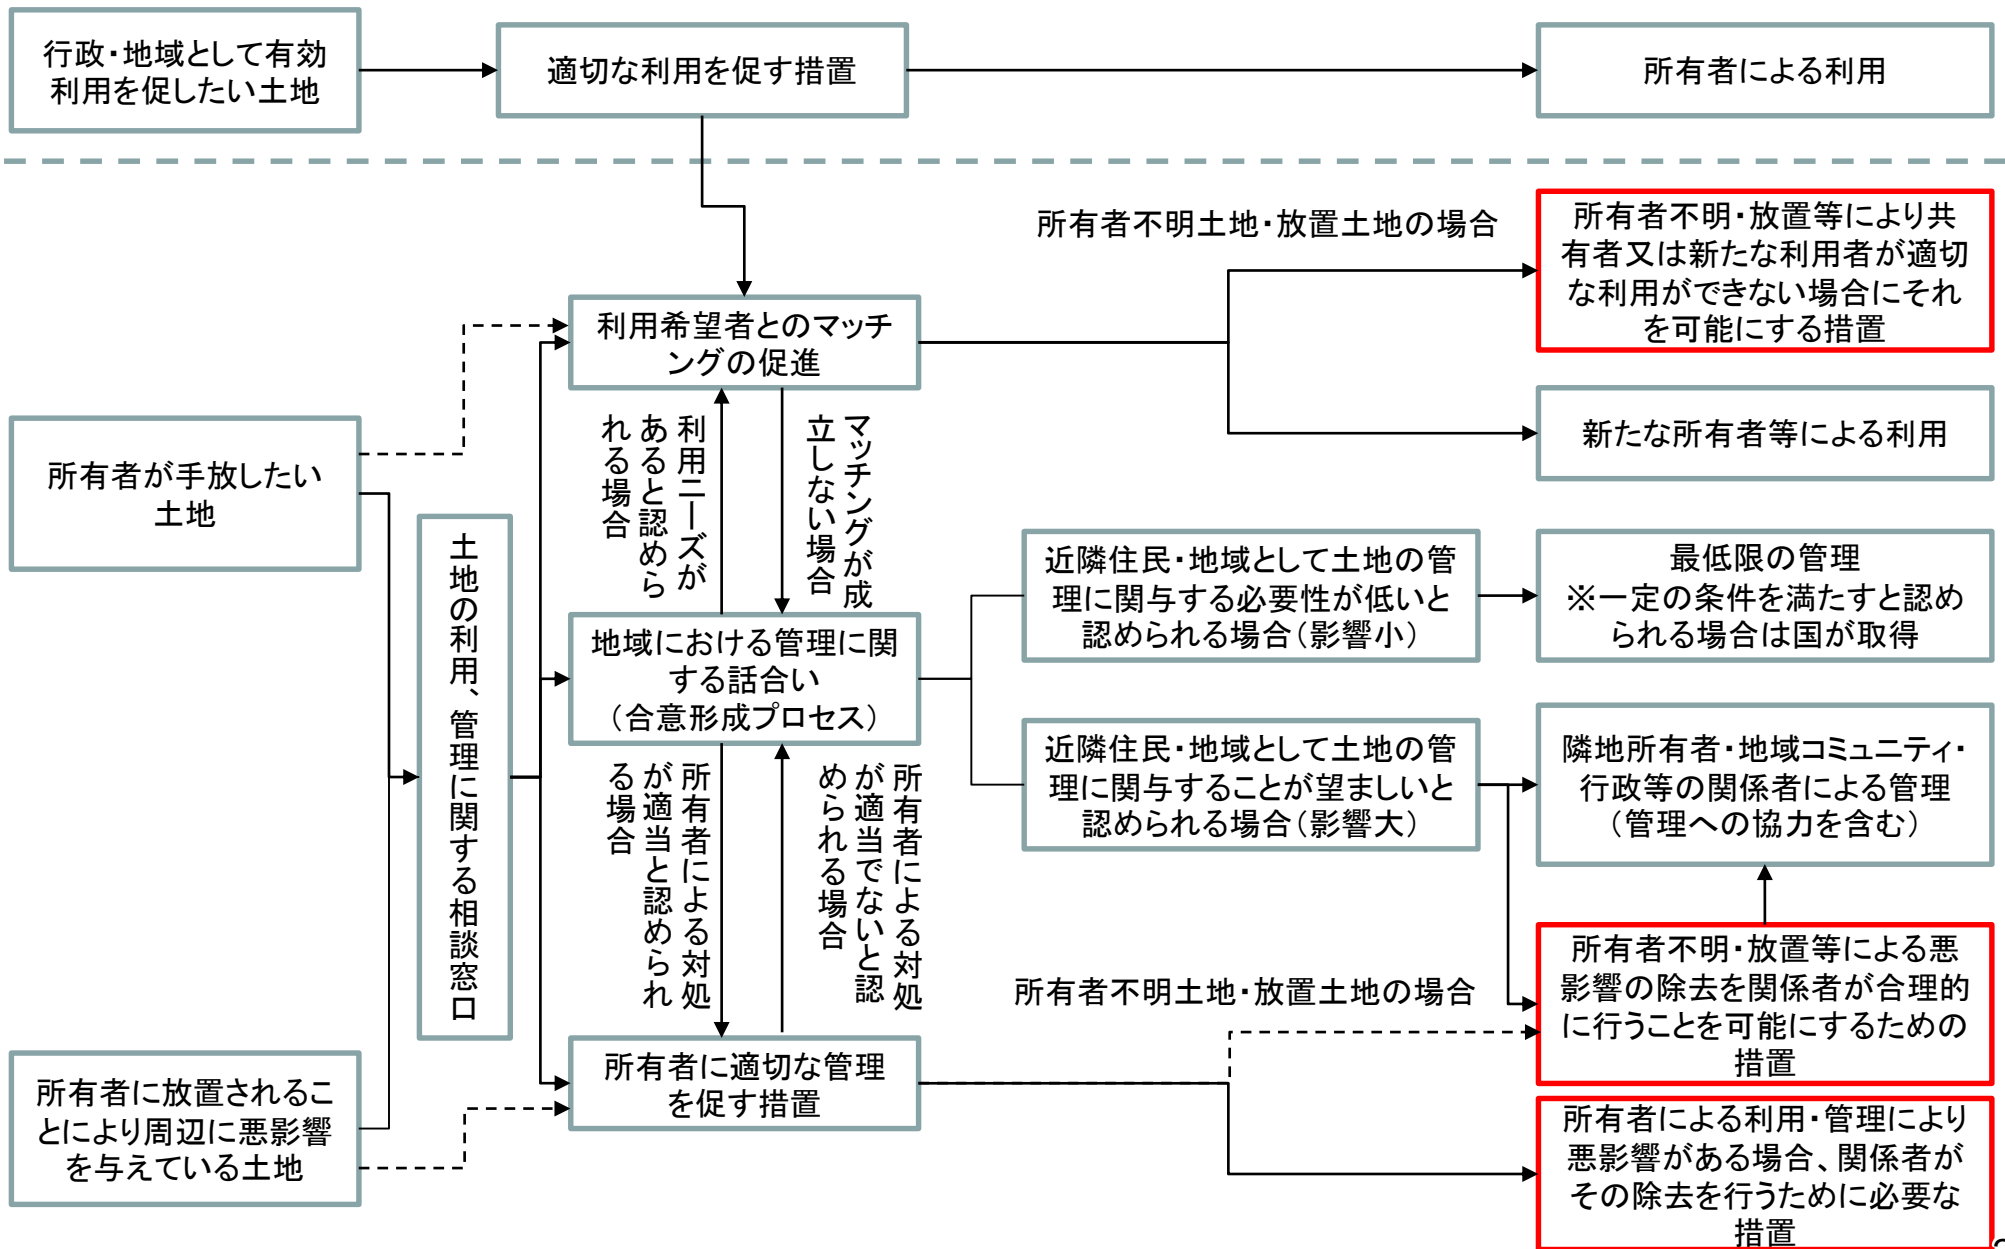 行政・地域として有効
利用を促したい土地
適切な利用を促す措置
所有者による利用
所有者不明土地・放置土地の場合
所有者不明・放置等により共
有者又は新たな利用者が適切
な利用ができない場合にそれ
を可能にする措置
利用希望者とのマッチ
ングの促進
新たな所有者等による利用
所有者が手放したい
土地
利用ニーズが
あると認めら
れる場合
マッチングが成
立しない場合
土地の利用、管理に関する相談窓口
近隣住民・地域として土地の管
理に関与する必要性が低いと
認められる場合（影響小）
最低限の管理
※一定の条件を満たすと認め
られる場合は国が取得
地域における管理に関
する話合い
（合意形成プロセス）
近隣住民・地域として土地の管
理に関与することが望ましいと
認められる場合（影響大）
隣地所有者・地域コミュニティ・
行政等の関係者による管理
（管理への協力を含む）
所有者による対処
が適当と認められ
る場合
所有者による対処
が適当でないと認
められる場合
所有者不明土地・放置土地の場合
所有者不明・放置等による悪
影響の除去を関係者が合理的
に行うことを可能にするための
措置
所有者に放置されるこ
とにより周辺に悪影響
を与えている土地
所有者に適切な管理
を促す措置
所有者による利用・管理により
悪影響がある場合、関係者が
その除去を行うために必要な
措置